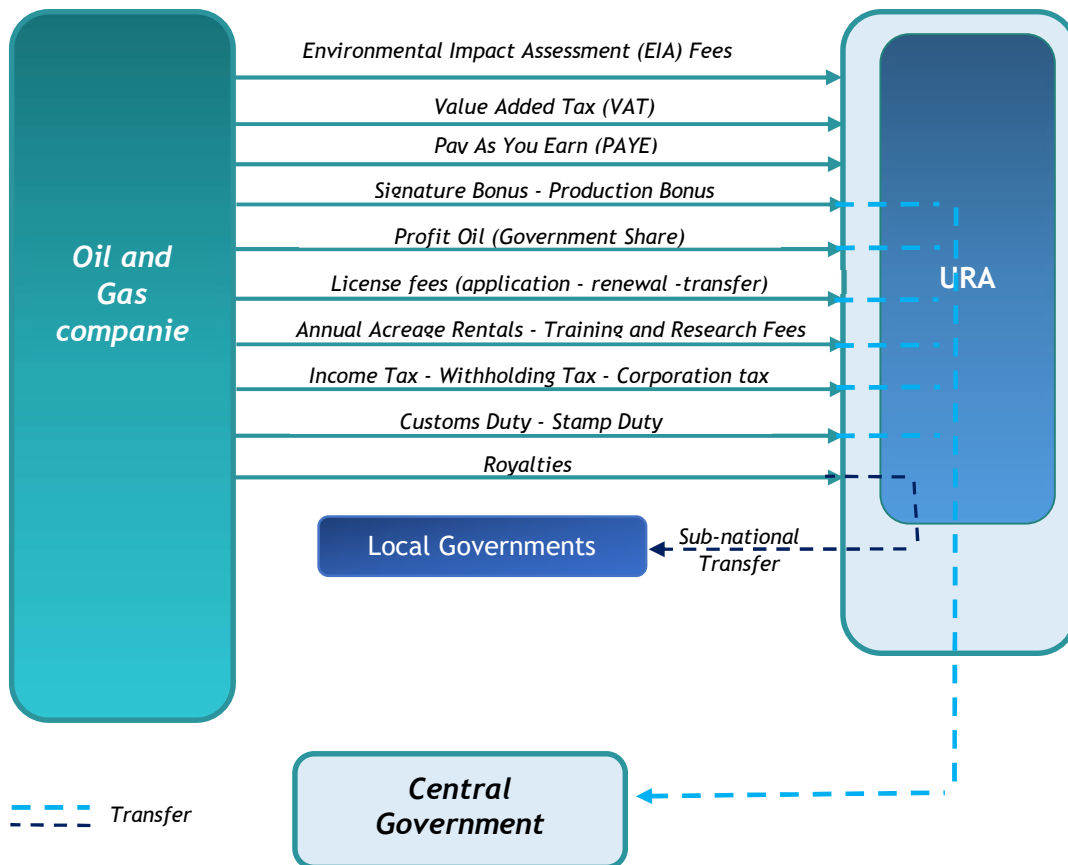 Environmental Impact Assessment (EIA) Fees
Value Added Tax (VAT)
Pay As You Earn (PAYE)
Signature Bonus - Production Bonus
Profit Oil (Government Share)
License fees (application - renewal -transfer)
Annual Acreage Rentals - Training and Research Fees
Income Tax - Withholding Tax - Corporation tax
Customs Duty - Stamp Duty
Royalties
Oil and
Gas
companie
URA
Local Governments
Sub-national
Transfer
Central
Government
Transfer